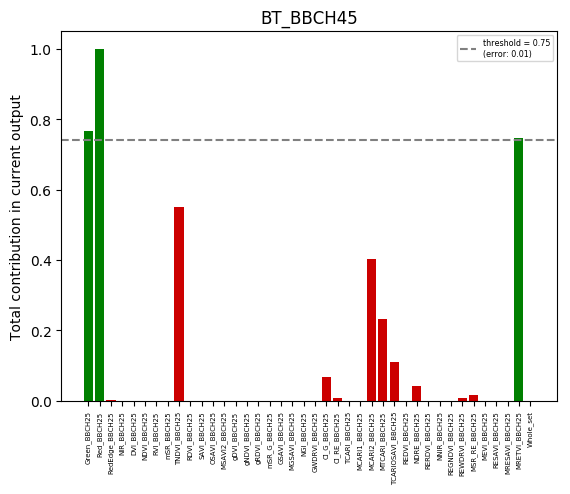 BT_BBCH45
threshold = 0.75
(error: 0.01)
Total contribution in current output
1.0
0.8
0.6
0.4
0.2
0.0
Green_BBCH25
Red_BBCH25
RedEdge_BBCH25
NIR_BBCH25
DVI_BBCH25
NDVI_BBCH25
RVI_BBCH25
mSR_BBCH25
TNDVI_BBCH25
RDVI_BBCH25
SAVI_BBCH25
OSAVI_BBCH25
MSAVI2_BBCH25
gDVI_BBCH25
gNDVI_BBCH25
gRDVI_BBCH25
mSR_G_BBCH25
GSAVI_BBCH25
MGSAVI_BBCH25
NGI_BBCH25
GWDRVI_BBCH25
CI_G_BBCH25
CI_RE_BBCH25
TCARI_BBCH25
MCARI1_BBCH25
MCARI2_BBCH25
MTCARI_BBCH25
TCARIOSAVI_BBCH25
REDVI_BBCH25
NDRE_BBCH25
RERDVI_BBCH25
NNIR_BBCH25
REGNDVI_BBCH25
REWDRVI_BBCH25
MSR_RE_BBCH25
MEVI_BBCH25
RESAVI_BBCH25
MRESAVI_BBCH25
MRETVI_BBCH25
Whole_set